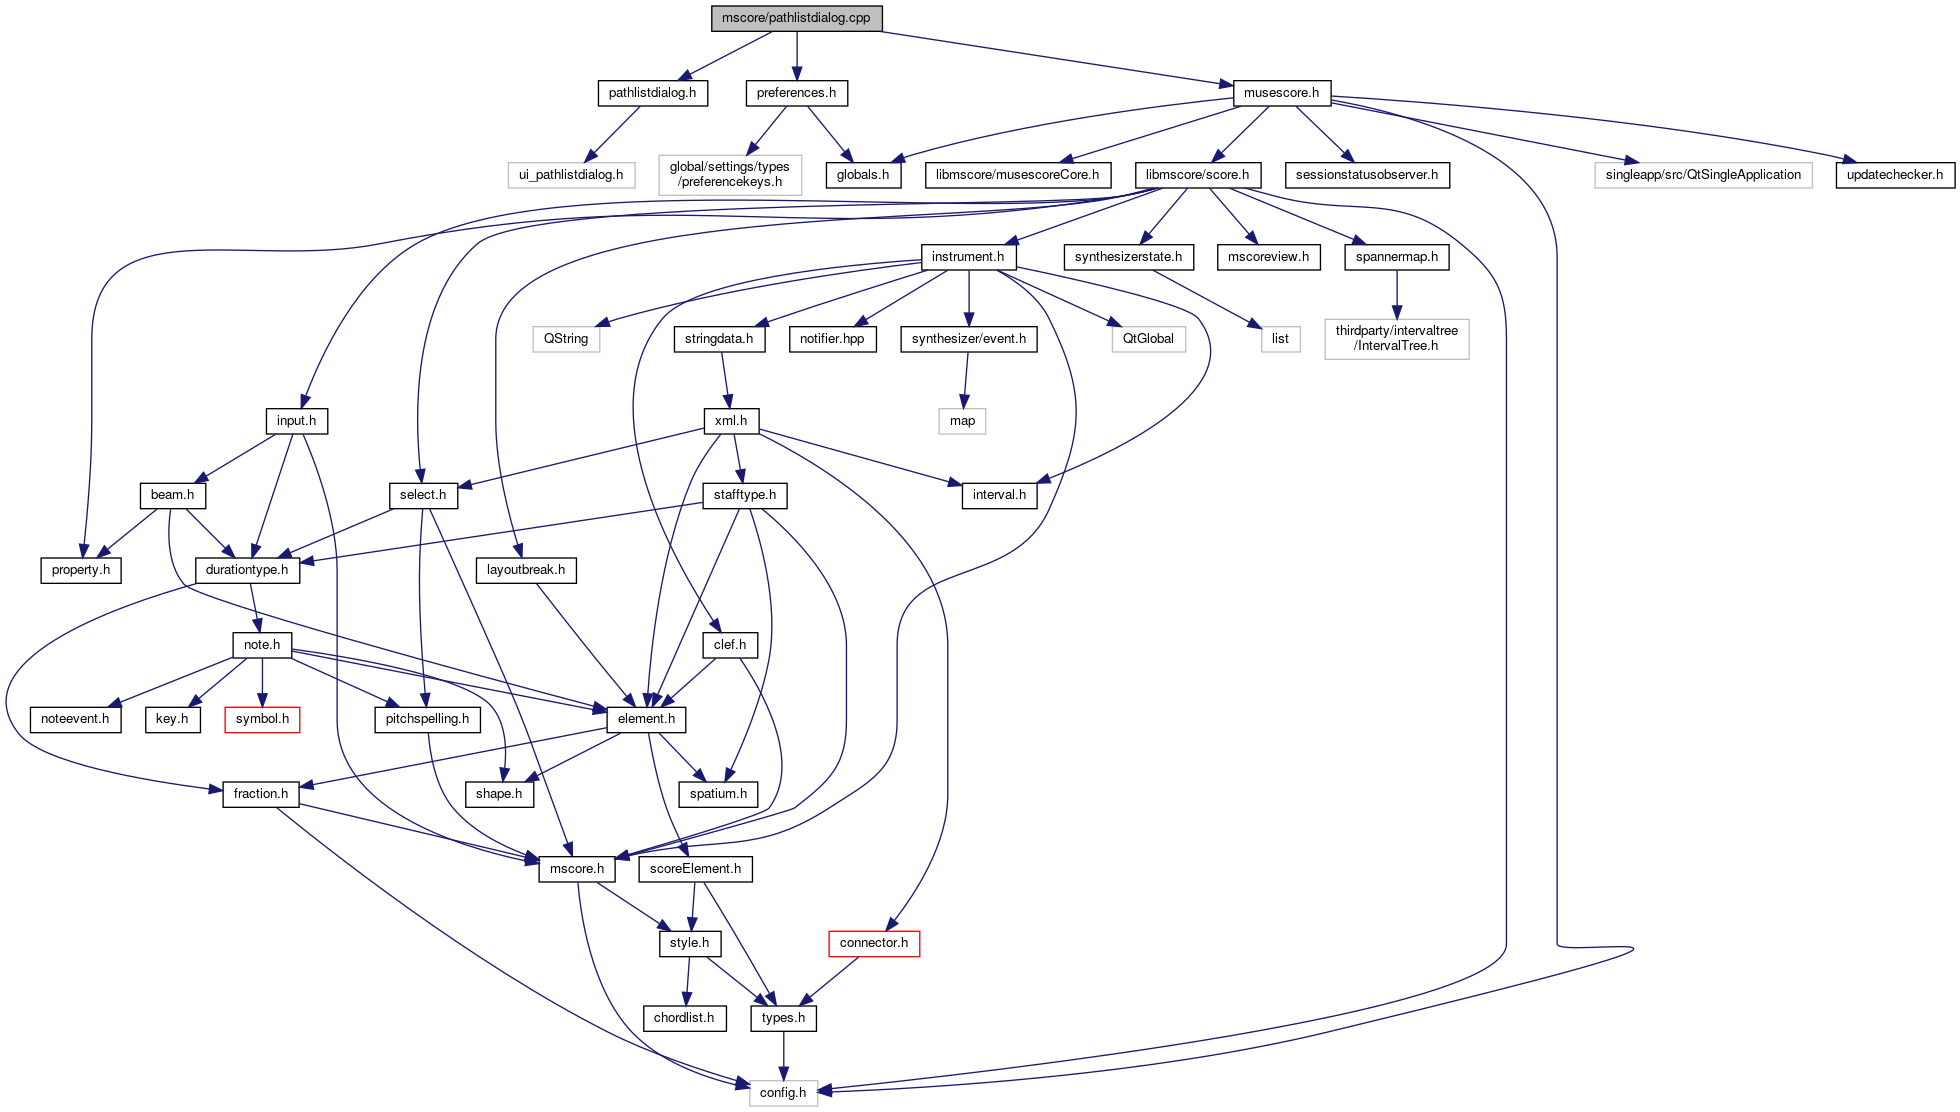 mscore/pathlistdialog.cpp
pathlistdialog.h
preferences.h
musescore.h
ui_pathlistdialog.h
global/settings/types
/preferencekeys.h
globals.h
libmscore/musescoreCore.h
libmscore/score.h
sessionstatusobserver.h
singleapp/src/QtSingleApplication
updatechecker.h
instrument.h
synthesizerstate.h
mscoreview.h
spannermap.h
QString
stringdata.h
notifier.hpp
synthesizer/event.h
QtGlobal
list
thirdparty/intervaltree
/IntervalTree.h
input.h
xml.h
map
beam.h
select.h
stafftype.h
interval.h
property.h
durationtype.h
layoutbreak.h
note.h
clef.h
noteevent.h
key.h
symbol.h
pitchspelling.h
element.h
fraction.h
shape.h
spatium.h
mscore.h
scoreElement.h
style.h
connector.h
chordlist.h
types.h
config.h